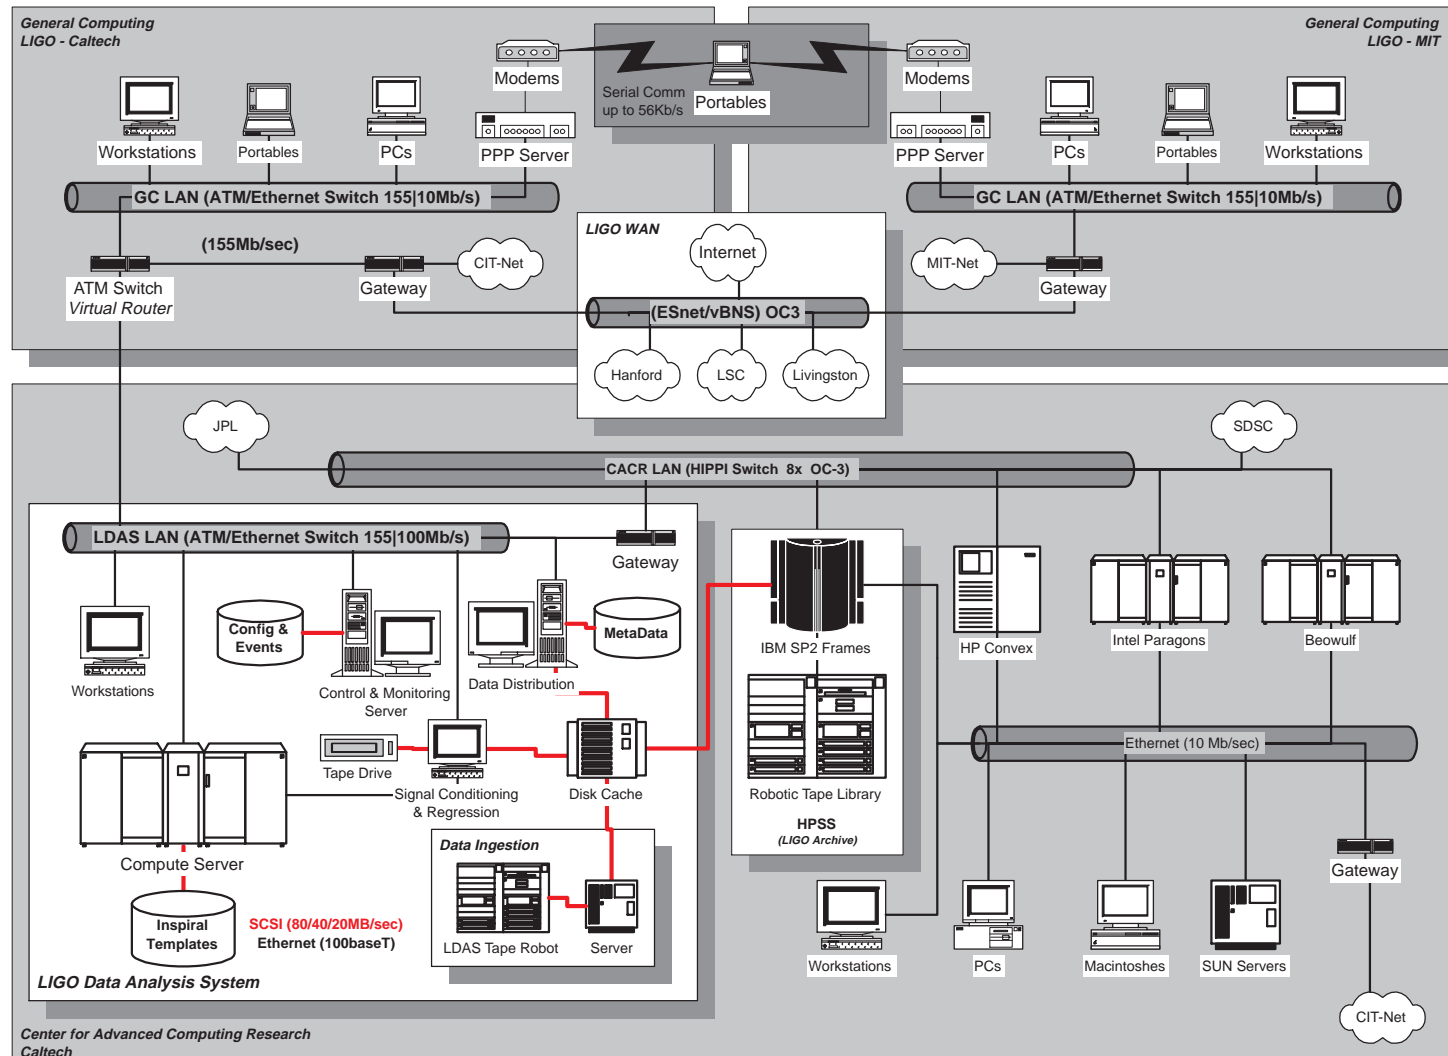 General Computing
LIGO - Caltech
General Computing
LIGO - MIT
Modems
Serial Comm
up to 56Kb/s
Portables
Modems
Workstations
Portables
PCs
PPP Server
PPP Server
PCs
Portables
Workstations
GC LAN (ATM/Ethernet Switch 155|10Mb/s)
GC LAN (ATM/Ethernet Switch 155|10Mb/s)
(155Mb/sec)
ATM Switch
Virtual Router
Gateway
CIT-Net
LIGO WAN
Internet
MIT-Net
Gateway
(ESnet/vBNS) OC3
Hanford
LSC
Livingston
JPL
SDSC
CACR LAN (HIPPI Switch 8x OC-3)
LDAS LAN (ATM/Ethernet Switch 155|100Mb/s)
Gateway
Config &
Events
MetaData
Workstations
Control & Monitoring
Server
Data Distribution
IBM SP2 Frames
HP Convex
Intel Paragons
Beowulf
Tape Drive
Signal Conditioning
& Regression
Disk Cache
Robotic Tape Library
HPSS
(LIGO Archive)
Ethernet (10 Mb/sec)
Compute Server
Inspiral
Templates
SCSI (80/40/20MB/sec)
Ethernet (100baseT)
Data Ingestion
LDAS Tape Robot
Server
LIGO Data Analysis System
Workstations
PCs
Macintoshes
SUN Servers
Gateway
CIT-Net
Center for Advanced Computing Research
Caltech